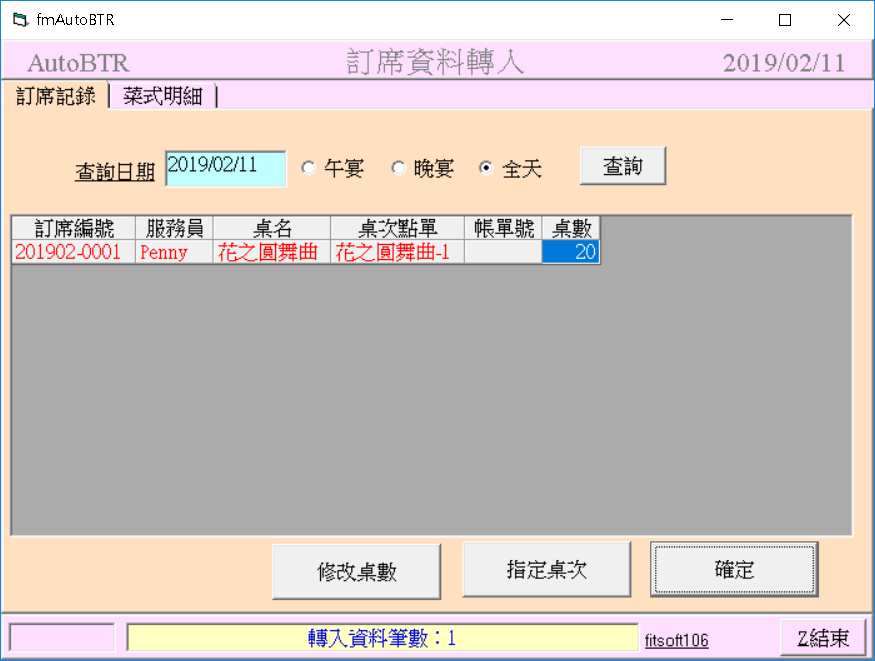 fmAutoBTR
AutoBTR 訂席資料轉入 2019/02/11
訂席記錄 菜式明細
查詢日期 2019/02/11 午宴 晚宴 全天 查詢
訂席編號 服務員 桌名 桌次點單 帳單號 桌數
201902-0001 Penny 花之圓舞曲 花之圓舞曲-1 20
修改桌數 指定桌次 確定
轉入資料筆數：1 fitsoft106 Z結束